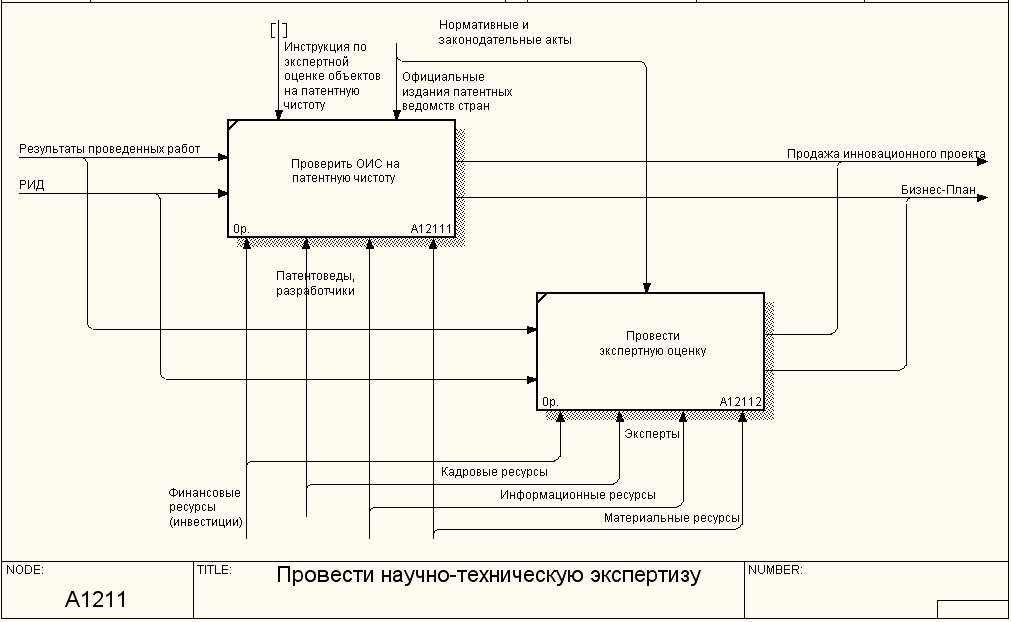 Нормативные и
законодательные акты
Инструкция по
экспертной
оценке объектов
на патентную
чистоту
Официальные
издания патентных
ведомств стран
Результаты проведенных работ
Проверить ОИС на
патентную чистоту
Продажа инновационного проекта
РИД
Бизнес-План
0р.
A12111
Патентоведы,
разработчики
Провести
экспертную оценку
0р.
A12112
Эксперты
Кадровые ресурсы
Финансовые
ресурсы
(инвестиции)
Информационные ресурсы
Материальные ресурсы
NODE:
TITLE:
NUMBER:
A1211
Провести научно-техническую экспертизу